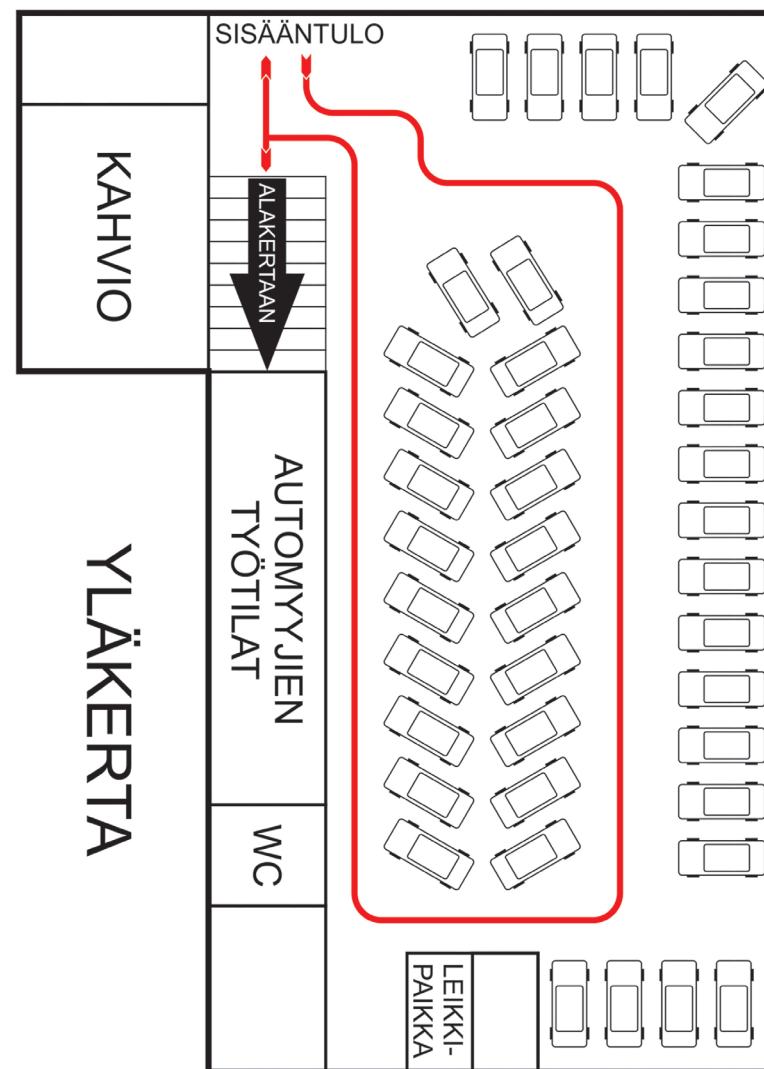 SISÄÄNTULO
KAHVIO
ALAKERTAAN
AUTOMYYJIEN
TYÖTILAT
YLÄKERTA
WC
LEIKKI-
PAIKKA